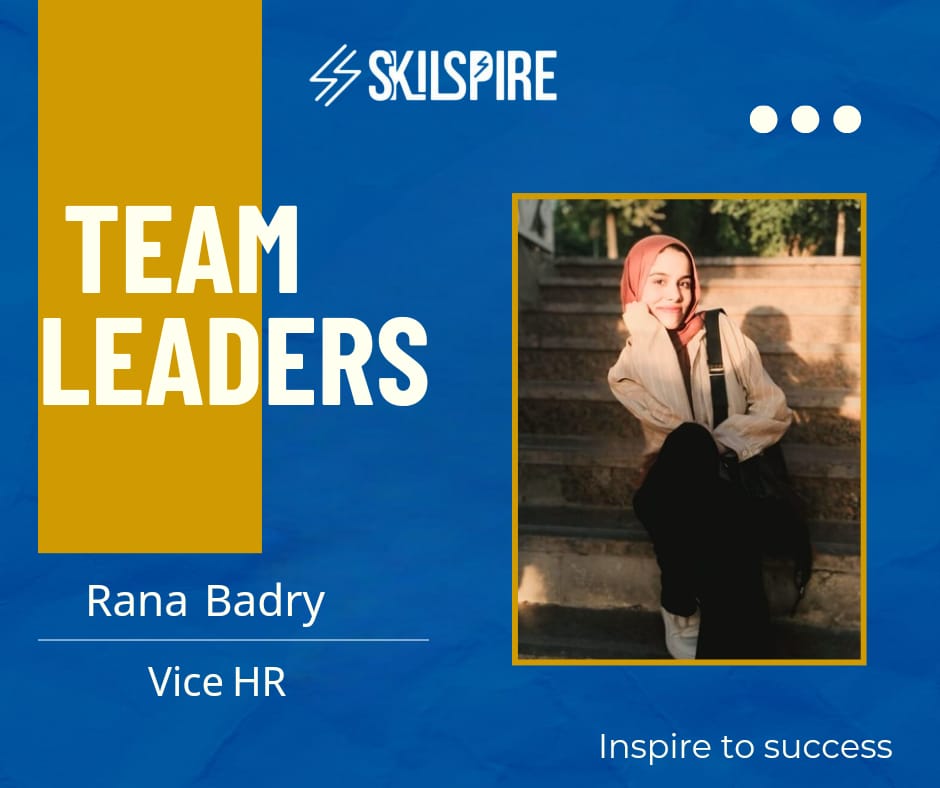 SKILSPIRE
TEAM
LEADERS
Rana Badry
Vice HR
Inspire to success